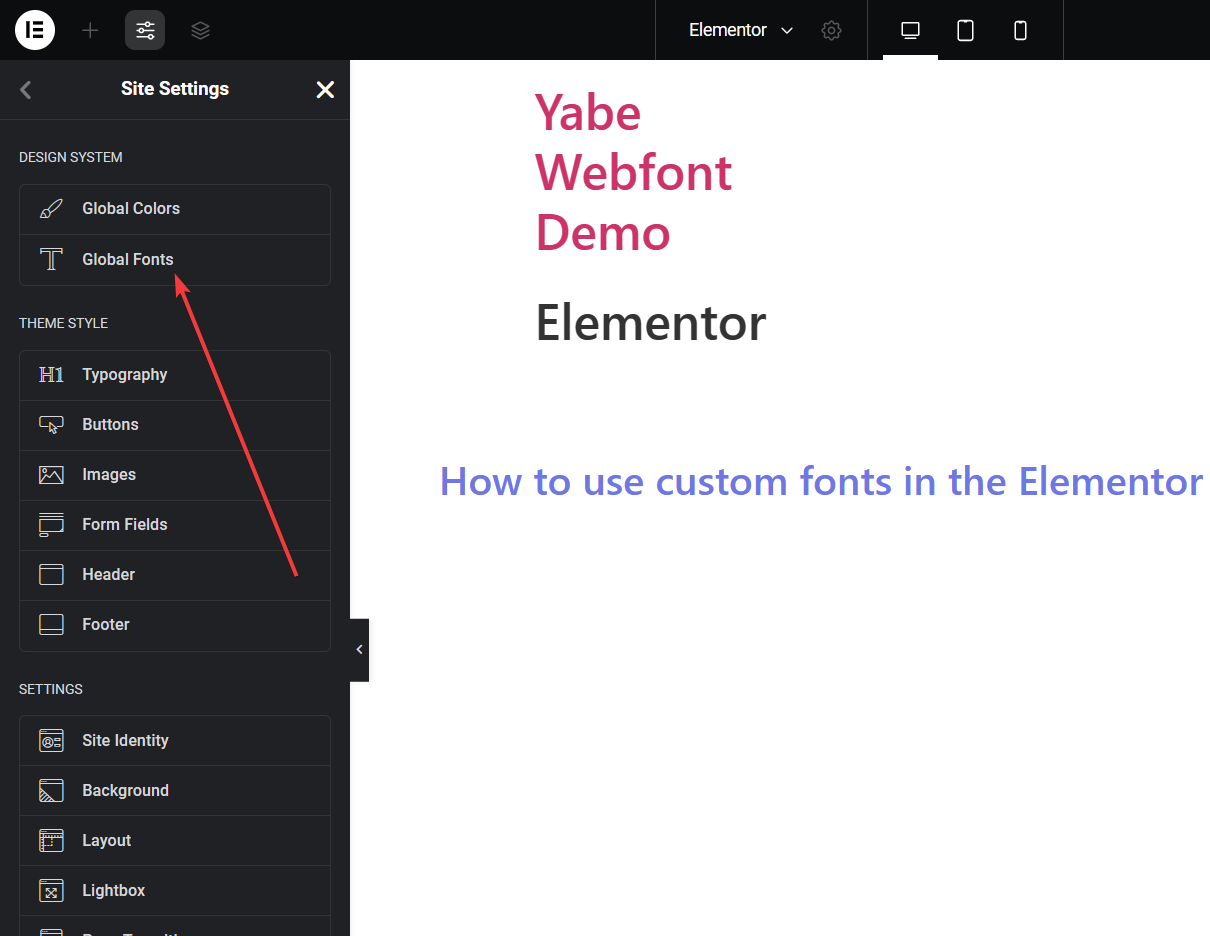 Elementor
Site Settings
DESIGN SYSTEM
Global Colors
Global Fonts
THEME STYLE
H1 Typography
Buttons
Images
Form Fields
Header
Footer
SETTINGS
Site Identity
Background
Layout
Lightbox
Yabe
Webfont
Demo
Elementor
How to use custom fonts in the Elementor